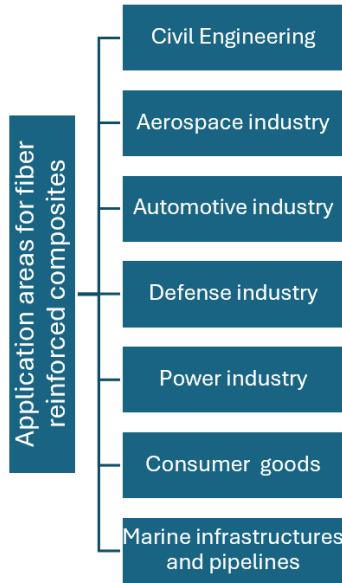 Application areas for fiber
reinforced composites
Civil Engineering
Aerospace industry
Automotive industry
Defense industry
Power industry
Consumer goods
Marine infrastructures
and pipelines